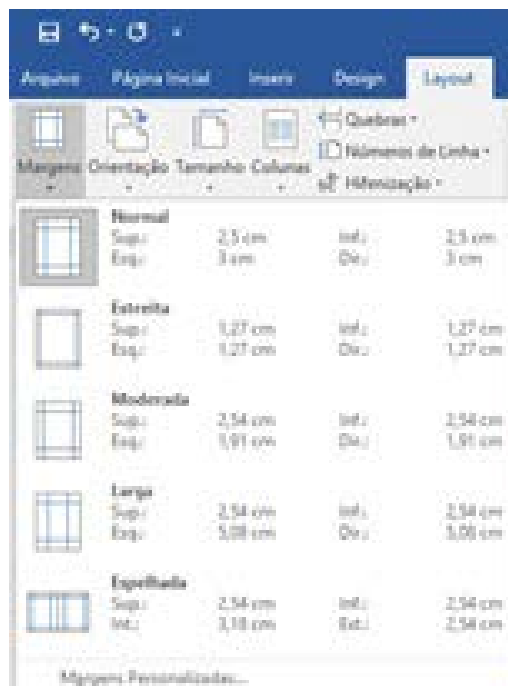 Arquivo Página Inicial Inserir Design Layout
Margens Orientação Tamanho Colunas
Quebras
Números de Linha
Hifenização
Normal
Sup.: 2,5 cm Inf.: 2,5 cm
Esq.: 3 cm Dir.: 3 cm
Estreita
Sup.: 1,27 cm Inf.: 1,27 cm
Esq.: 1,27 cm Dir.: 1,27 cm
Moderada
Sup.: 2,54 cm Inf.: 2,54 cm
Esq.: 1,91 cm Dir.: 1,91 cm
Larga
Sup.: 2,54 cm Inf.: 2,54 cm
Esq.: 5,08 cm Dir.: 5,08 cm
Espelhada
Sup.: 2,54 cm Inf.: 2,54 cm
Int.: 3,18 cm Ext.: 2,54 cm
Margens Personalizadas...